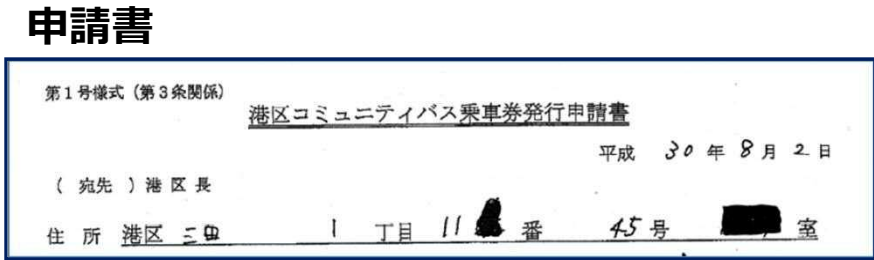 申請書
第1号様式（第3条関係）
港区コミュニティバス乗車券発行申請書
平成 30 年 8 月 2 日
( 宛先 ) 港 区 長
住 所 港区 三田 1 丁目 11 番 45 号 室